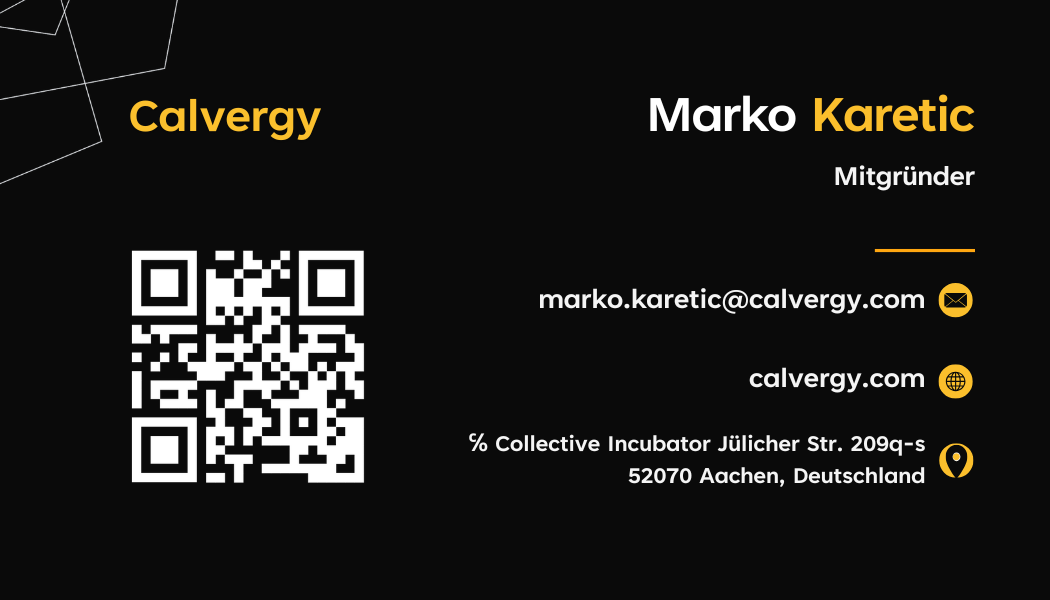 Calvergy
Marko Karetic
Mitgründer
marko.karetic@calvergy.com
calvergy.com
℅ Collective Incubator Jülicher Str. 209q-s
52070 Aachen, Deutschland